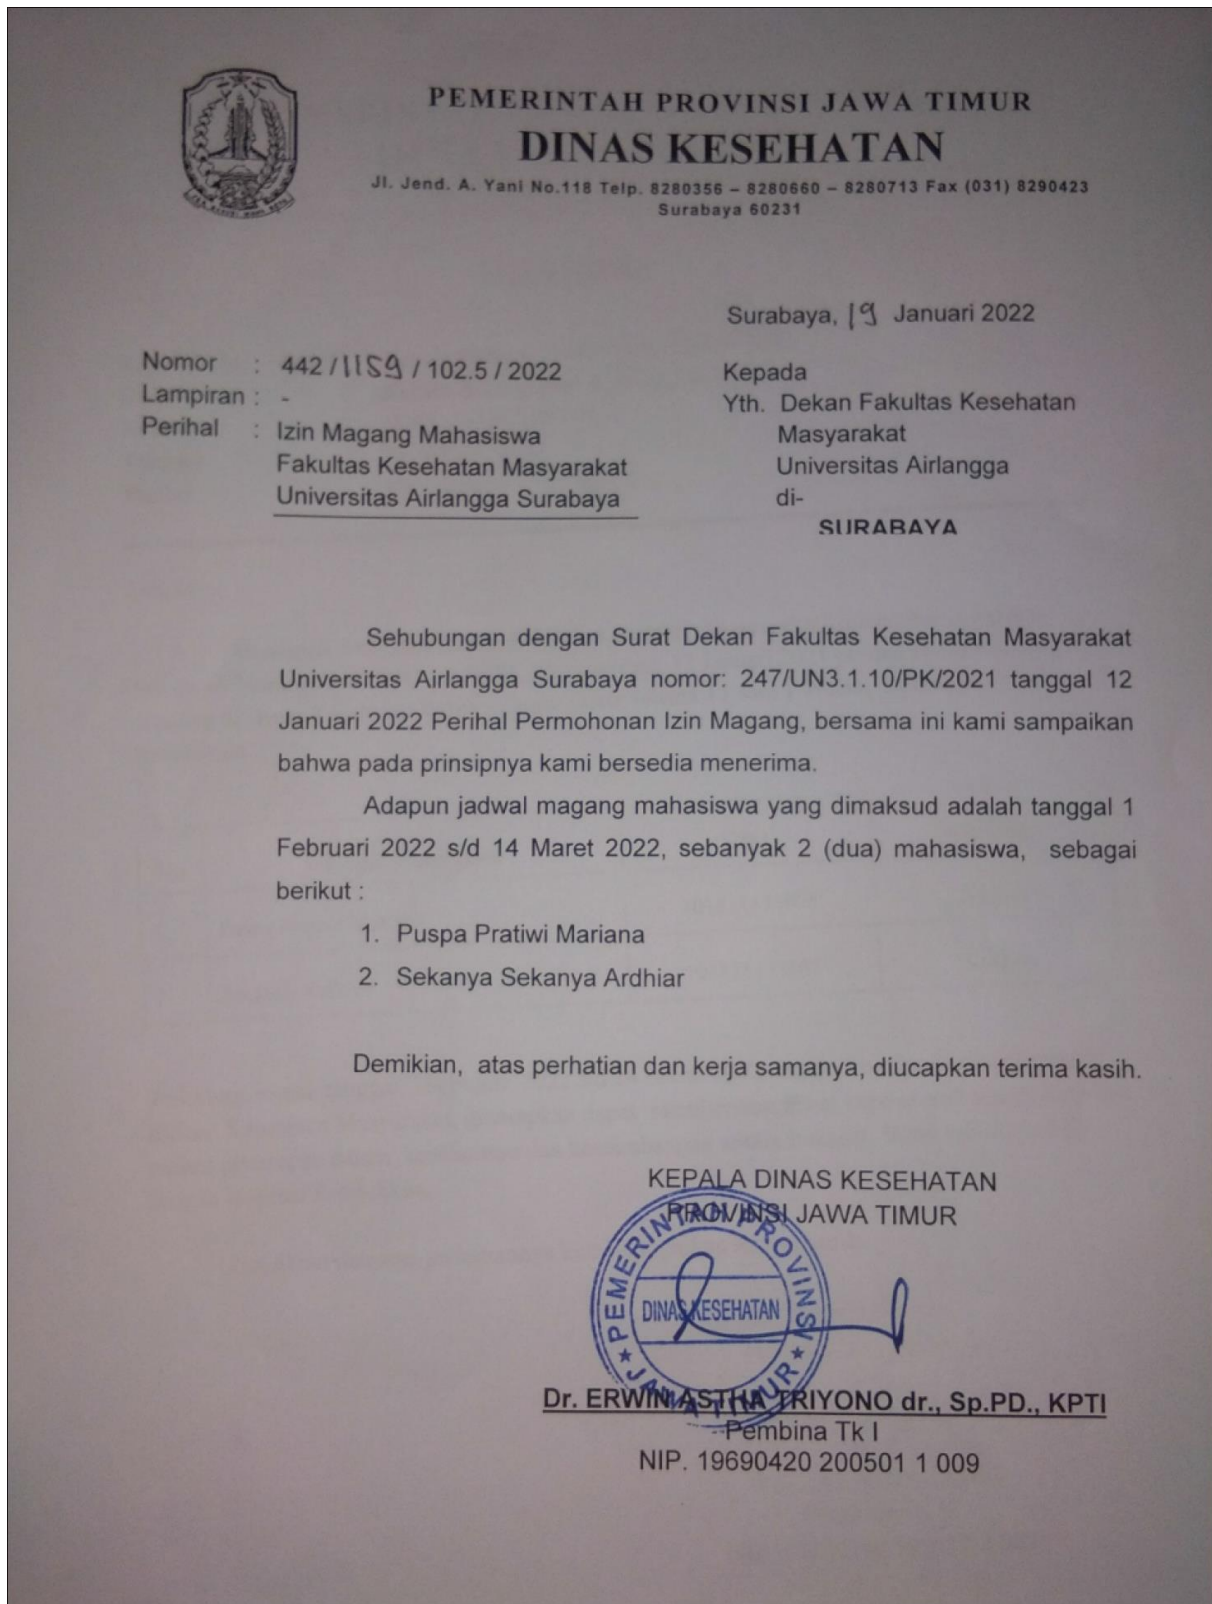 PEMERINTAH PROVINSI JAWA TIMUR
DINAS KESEHATAN
Jl. Jend. A. Yani No.118 Telp. 8280356 – 8280660 – 8280713 Fax (031) 8290423
Surabaya 60231
Surabaya, 19 Januari 2022
Nomor : 442 / 1159 / 102.5 / 2022
Lampiran : -
Perihal : Izin Magang Mahasiswa
Fakultas Kesehatan Masyarakat
Universitas Airlangga Surabaya
Kepada
Yth. Dekan Fakultas Kesehatan
Masyarakat
Universitas Airlangga
di-
SURABAYA
Sehubungan dengan Surat Dekan Fakultas Kesehatan Masyarakat
Universitas Airlangga Surabaya nomor: 247/UN3.1.10/PK/2021 tanggal 12
Januari 2022 Perihal Permohonan Izin Magang, bersama ini kami sampaikan
bahwa pada prinsipnya kami bersedia menerima.
Adapun jadwal magang mahasiswa yang dimaksud adalah tanggal 1
Februari 2022 s/d 14 Maret 2022, sebanyak 2 (dua) mahasiswa, sebagai
berikut :
1. Puspa Pratiwi Mariana
2. Sekanya Sekanya Ardhiar
Demikian, atas perhatian dan kerja samanya, diucapkan terima kasih.
KEPALA DINAS KESEHATAN
PROVINSI JAWA TIMUR
PEMERINTAH PROVINSI
DINAS KESEHATAN
★ JAWA TIMUR ★
Dr. ERWIN ASTHA TRIYONO dr., Sp.PD., KPTI
Pembina Tk I
NIP. 19690420 200501 1 009